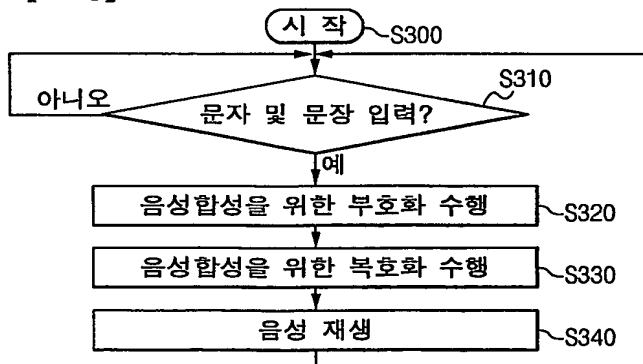 시 작
S300
아니오
문자 및 문장 입력?
S310
예
음성합성을 위한 부호화 수행
S320
음성합성을 위한 복호화 수행
S330
음성 재생
S340